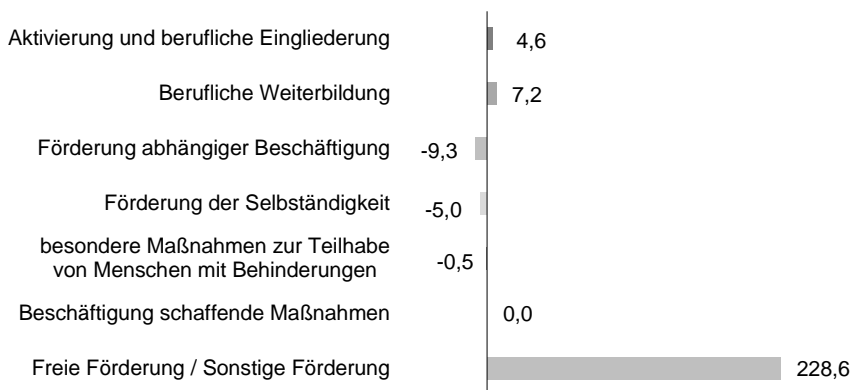 Aktivierung und berufliche Eingliederung 4,6
Berufliche Weiterbildung 7,2
Förderung abhängiger Beschäftigung -9,3
Förderung der Selbständigkeit -5,0
besondere Maßnahmen zur Teilhabe
von Menschen mit Behinderungen -0,5
Beschäftigung schaffende Maßnahmen 0,0
Freie Förderung / Sonstige Förderung 228,6